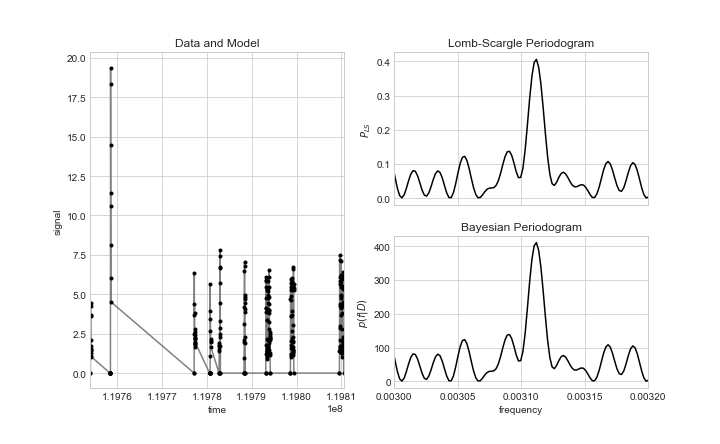 Data and Model
signal
20.0
17.5
15.0
12.5
10.0
7.5
5.0
2.5
0.0
1.1976 1.1977 1.1978 1.1979 1.1980 1.1981
time
1e8
Lomb-Scargle Periodogram
P_LS
0.4
0.3
0.2
0.1
0.0
Bayesian Periodogram
p(f|D)
400
300
200
100
0
0.00300 0.00305 0.00310 0.00315 0.00320
frequency